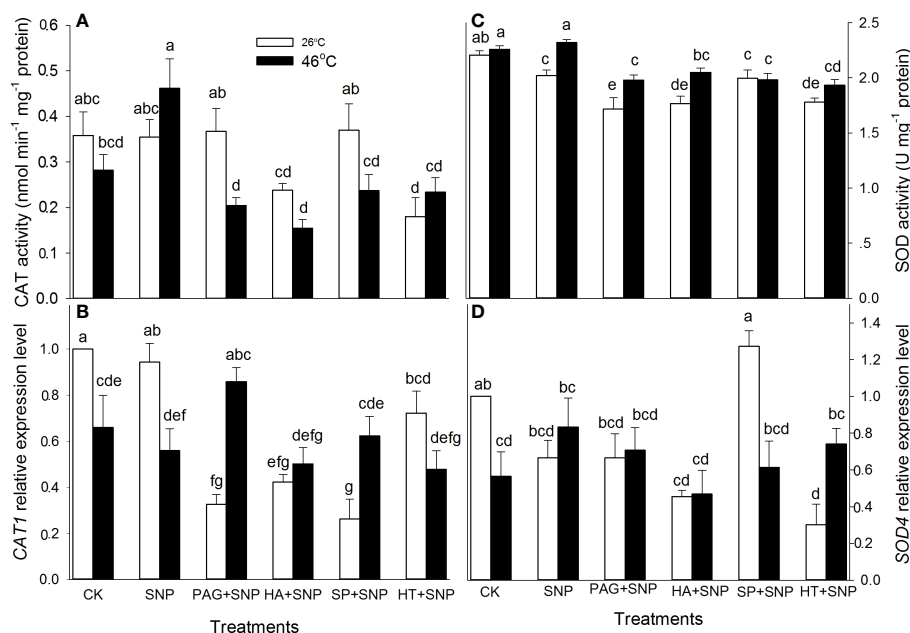 A
0.6
0.5
0.4
0.3
0.2
0.1
0.0
CAT activity (nmol min⁻¹ mg⁻¹ protein)
26°C
46°C
abc
bcd
abc
a
ab
d
cd
d
ab
cd
d
cd
C
2.5
2.0
1.5
1.0
.5
0.0
SOD activity (U mg⁻¹ protein)
ab
a
c
a
e
c
de
bc
c
c
de
cd
B
1.0
0.8
0.6
0.4
0.2
0.0
CAT1 relative expression level
a
cde
ab
def
fg
abc
efg
defg
g
cde
bcd
defg
CK
SNP
PAG+SNP
HA+SNP
SP+SNP
HT+SNP
Treatments
D
1.4
1.2
1.0
0.8
0.6
0.4
0.2
0.0
SOD4 relative expression level
ab
cd
bcd
bc
bcd
bcd
cd
cd
a
bcd
d
bc
CK
SNP
PAG+SNP
HA+SNP
SP+SNP
HT+SNP
Treatments